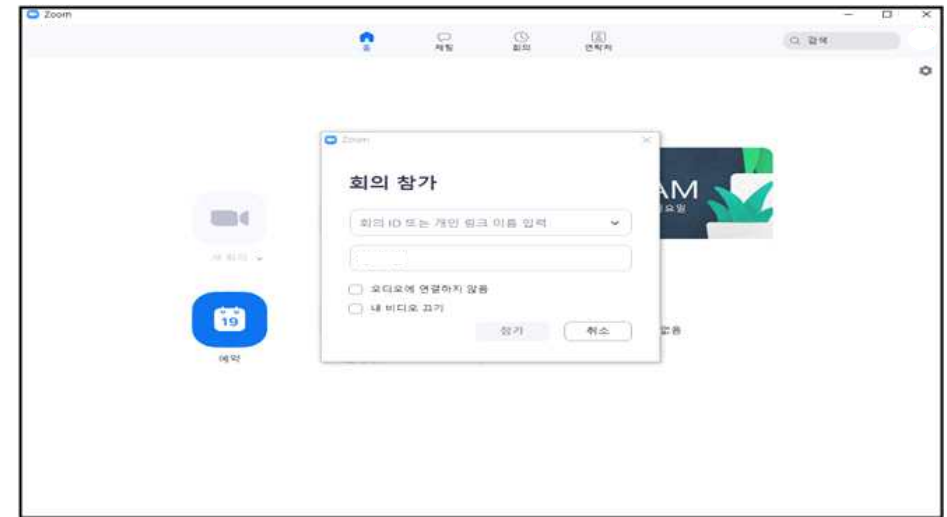 Zoom
홈
채팅
회의
연락처
검색
Zoom
회의 참가
회의 ID 또는 개인 링크 이름 입력
오디오에 연결하지 않음
내 비디오 끄기
참가
취소
AM
요일
새 회의
19
예약
없음